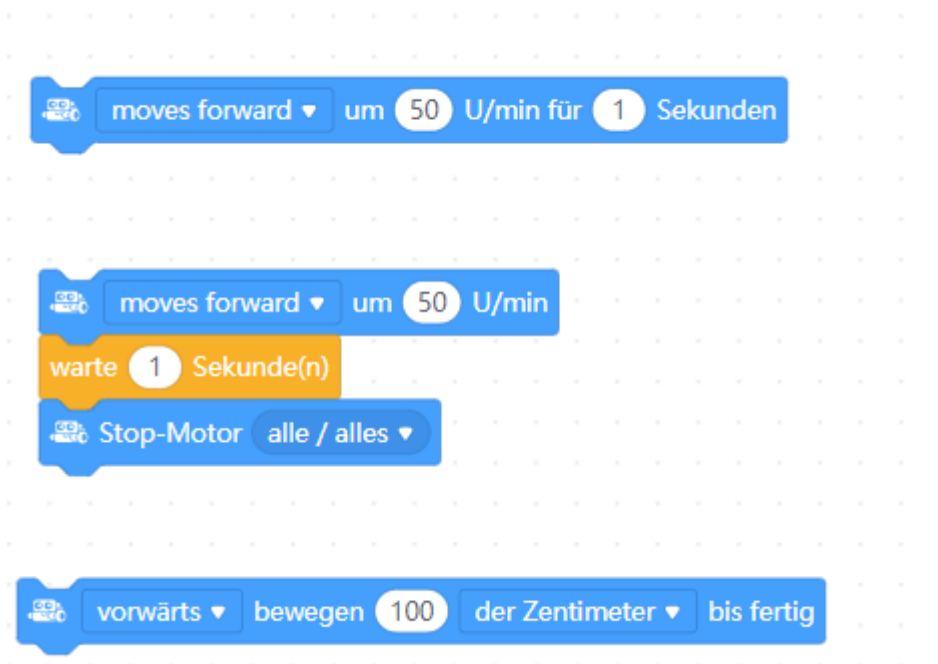 moves forward um 50 U/min für 1 Sekunden
moves forward um 50 U/min
warte 1 Sekunde(n)
Stop-Motor alle / alles
vorwärts bewegen 100 der Zentimeter bis fertig